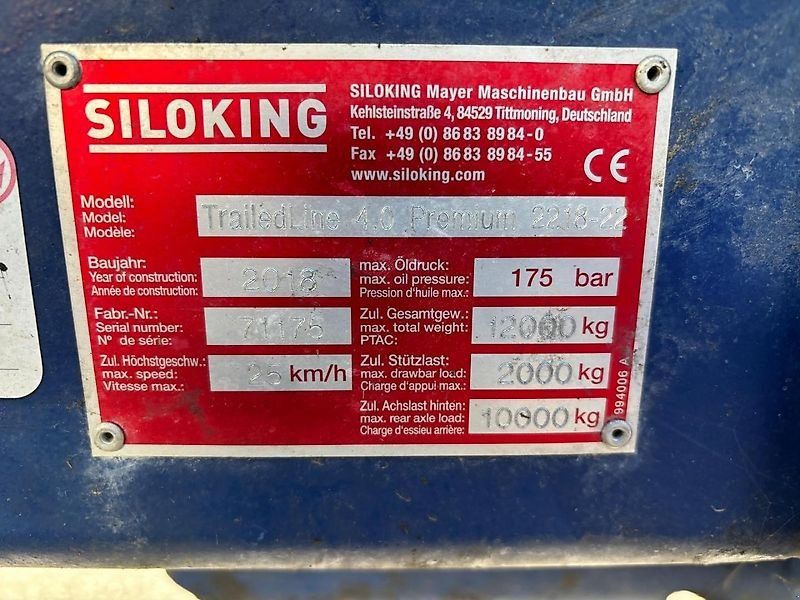 SILOKING
SILOKING Mayer Maschinenbau GmbH
Kehlsteinstraße 4, 84529 Tittmoning, Deutschland
Tel. +49 (0) 86 83 89 84-0
Fax +49 (0) 86 83 89 84-55
www.siloking.com
CE
Modell:
Model:
Modèle:
TrailedLine 4.0 Premium 2218-22
Baujahr:
Year of construction:
Année de construction:
2018
max. Öldruck:
max. oil pressure:
Pression d'huile max.:
175 bar
Fabr.-Nr.:
Serial number:
N° de série:
71175
Zul. Gesamtgew.:
max. total weight:
PTAC:
12000 kg
Zul. Höchstgeschw.:
max. speed:
Vitesse max.:
25 km/h
Zul. Stützlast:
max. drawbar load:
Charge d'appui max.:
2000 kg
Zul. Achslast hinten:
max. rear axle load:
Charge d'essieu arrière:
10000 kg
994006 A